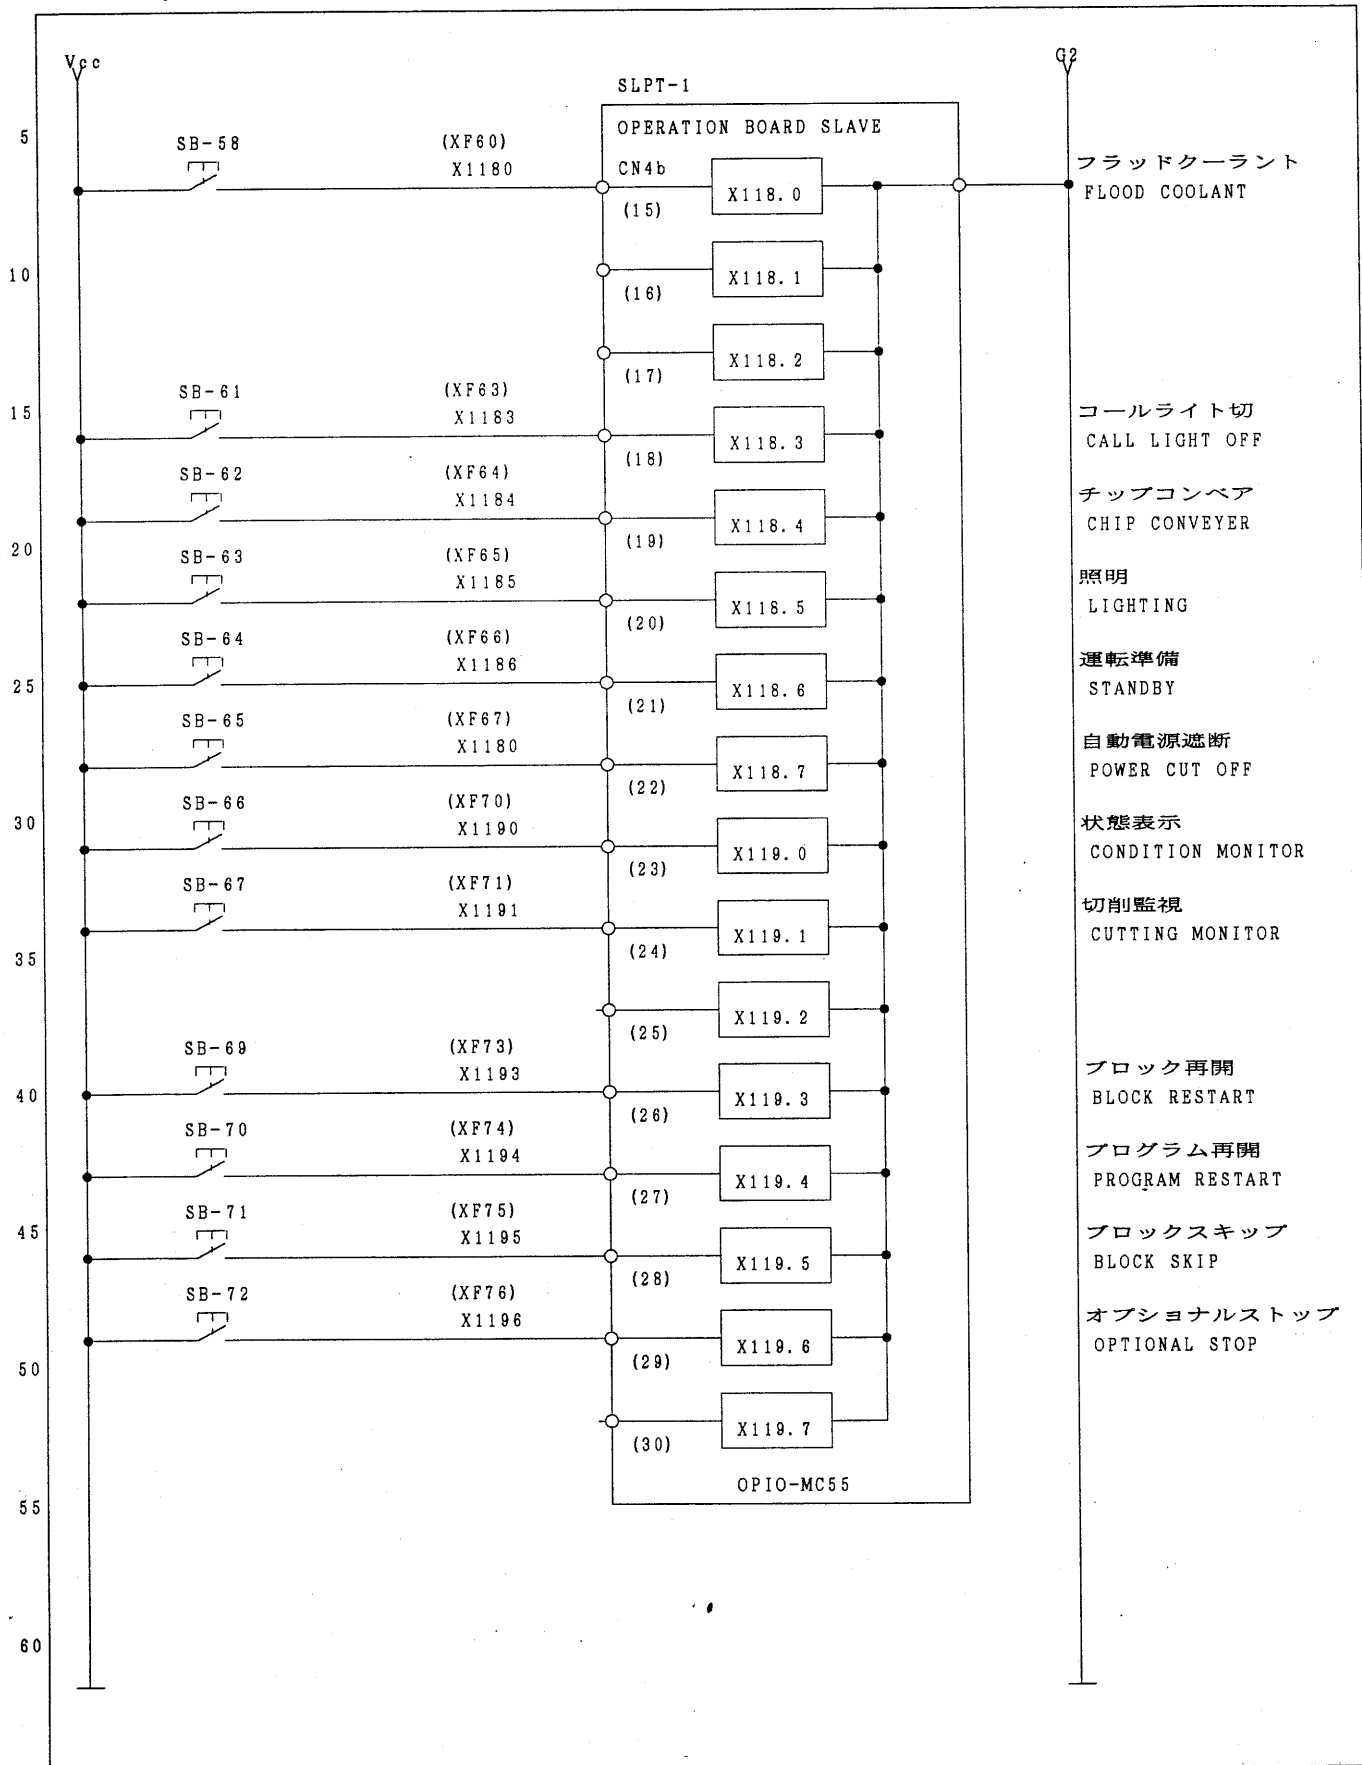 Vcc
G2
SLPT-1
5
OPERATION BOARD SLAVE
SB-58
(XF60)
X1180
CN4b
X118.0
(15)
フラッドクーラント
FLOOD COOLANT
10
X118.1
(16)
X118.2
(17)
15
SB-61
(XF63)
X1183
X118.3
(18)
コールライト切
CALL LIGHT OFF
SB-62
(XF64)
X1184
X118.4
(19)
チップコンベア
CHIP CONVEYER
20
SB-63
(XF65)
X1185
X118.5
(20)
照明
LIGHTING
SB-64
(XF66)
X1186
X118.6
(21)
運転準備
STANDBY
25
SB-65
(XF67)
X1180
X118.7
(22)
自動電源遮断
POWER CUT OFF
30
SB-66
(XF70)
X1190
X119.0
(23)
状態表示
CONDITION MONITOR
SB-67
(XF71)
X1191
X119.1
(24)
切削監視
CUTTING MONITOR
35
X119.2
(25)
SB-69
(XF73)
X1193
X119.3
(26)
ブロック再開
BLOCK RESTART
40
SB-70
(XF74)
X1194
X119.4
(27)
プログラム再開
PROGRAM RESTART
45
SB-71
(XF75)
X1195
X119.5
(28)
ブロックスキップ
BLOCK SKIP
SB-72
(XF76)
X1196
X119.6
(29)
オプショナルストップ
OPTIONAL STOP
50
X119.7
(30)
OPIO-MC55
55
60